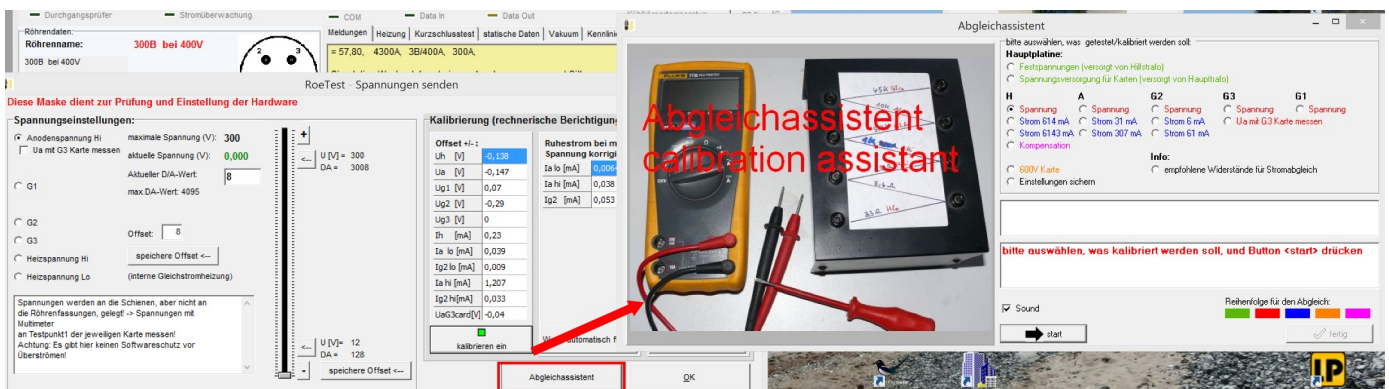 Durchgangsprüfer
Stromüberwachung
COM
Data In
Data Out
Röhrendaten:
Röhrenname:
300B bei 400V
300B bei 400V
2
3
Meldungen
Heizung
Kurzschlusstest
statische Daten
Vakuum
Kennlinie
= 57,80, 4300A, 3B/400A, 300A,
RoeTest - Spannungen senden
Diese Maske dient zur Prüfung und Einstellung der Hardware
Spannungseinstellungen:
Anodenspannung Hi
Ua mit G3 Karte messen
G1
G2
G3
Heizspannung Hi
Heizspannung Lo
maximale Spannung (V): 300
aktuelle Spannung (V): 0,000
Aktueller D/A-Wert: 8
max.DA-Wert: 4095
Offset: 8
speichere Offset <--
(interne Gleichstromheizung)
Spannungen werden an die Schienen, aber nicht an
die Röhrenfassungen, gelegt! -> Spannungen mit
Multimeter
an Testpunkt1 der jeweiligen Karte messen!
Achtung: Es gibt hier keinen Softwareschutz vor
Überströmen!
+
<-- U [V]= 300
DA = 3008
<-- U [V]= 12
DA = 128
-
speichere Offset <--
Kalibrierung (rechnerische Berichtigung
Offset +/- :
Uh [V] -0,138
Ua [V] -0,147
Ug1 [V] 0,07
Ug2 [V] -0,29
Ug3 [V] 0
Ih [mA] 0,23
Ia lo [mA] 0,039
Ig2 lo [mA] 0,009
Ia hi [mA] 1,207
Ig2 hi[mA] 0,033
UaG3card[V] -0,04
Ruhestrom bei m
Spannung korrigi
Ia lo [mA] 0,006
Ia hi [mA] 0,038
Ig2 [mA] 0,053
kalibrieren ein
Abgleichassistent
OK
Abgleichassistent
FLUKE
OFF
Abgleichassistent
calibration assistant
bitte auswählen, was getestet/kalibriert werden soll:
Hauptplatine:
Festspannungen (versorgt von Hilfstrafo)
Spannungsversorgung für Karten (versorgt von Haupttrafo)
H A G2 G3 G1
Spannung Spannung Spannung Spannung Spannung
Strom 614 mA Strom 31 mA Strom 6 mA Ua mit G3 Karte messen
Strom 6143 mA Strom 307 mA Strom 61 mA
Kompensation
600V Karte
Einstellungen sichern
Info:
empfohlene Widerstände für Stromabgleich
bitte auswählen, was kalibriert werden soll, und Button <start> drücken
Sound
Reihenfolge für den Abgleich:
start
fertig
IP